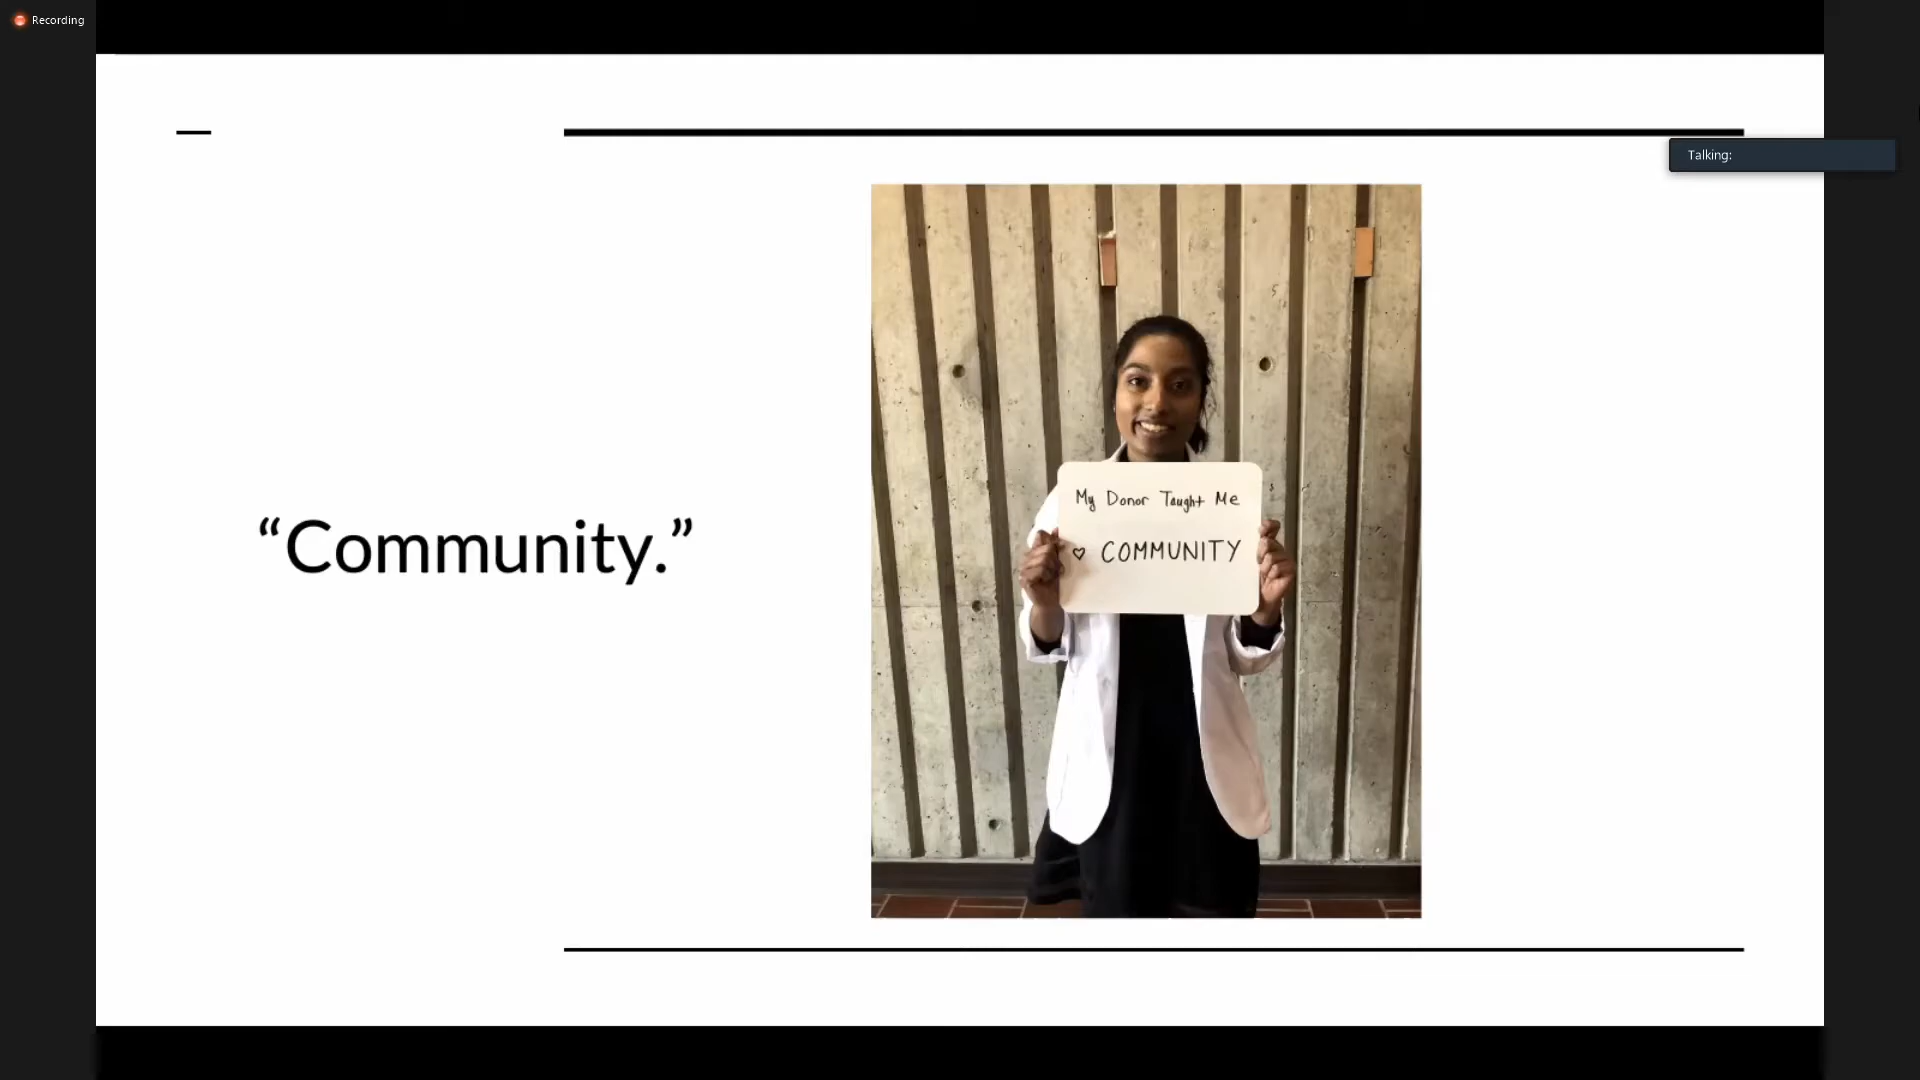 Recording
Talking:
“Community.”
My Donor Taught Me
♡ COMMUNITY